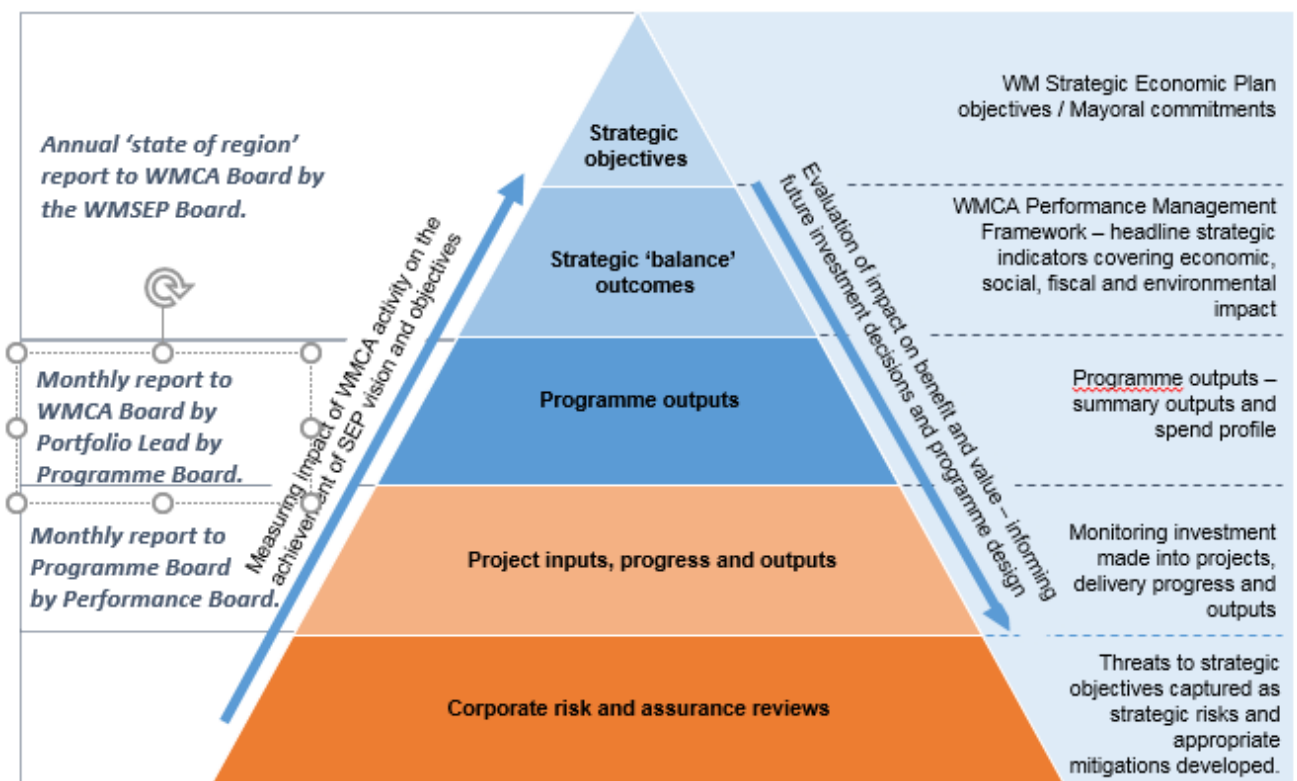 Annual ‘state of region’
report to WMCA Board by
the WMSEP Board.
Monthly report to
WMCA Board by
Portfolio Lead by
Programme Board.
Monthly report to
Programme Board
by Performance Board.
Measuring impact of WMCA activity on the
achievement of SEP vision and objectives
Strategic
objectives
Strategic ‘balance’
outcomes
Programme outputs
Project inputs, progress and outputs
Corporate risk and assurance reviews
Evaluation of impact on benefit and value – informing
future investment decisions and programme design
WM Strategic Economic Plan
objectives / Mayoral commitments
WMCA Performance Management
Framework – headline strategic
indicators covering economic,
social, fiscal and environmental
impact
Programme outputs –
summary outputs and
spend profile
Monitoring investment
made into projects,
delivery progress and
outputs
Threats to strategic
objectives captured as
strategic risks and
appropriate
mitigations developed.